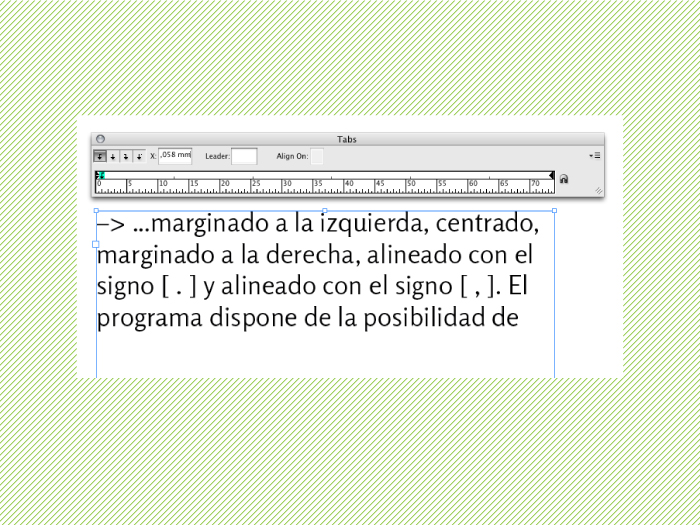 Tabs
X: ,058 mm Leader: Align On:
0 5 10 15 20 25 30 35 40 45 50 55 60 65 70
–> ...marginado a la izquierda, centrado,
marginado a la derecha, alineado con el
signo [ . ] y alineado con el signo [ , ]. El
programa dispone de la posibilidad de